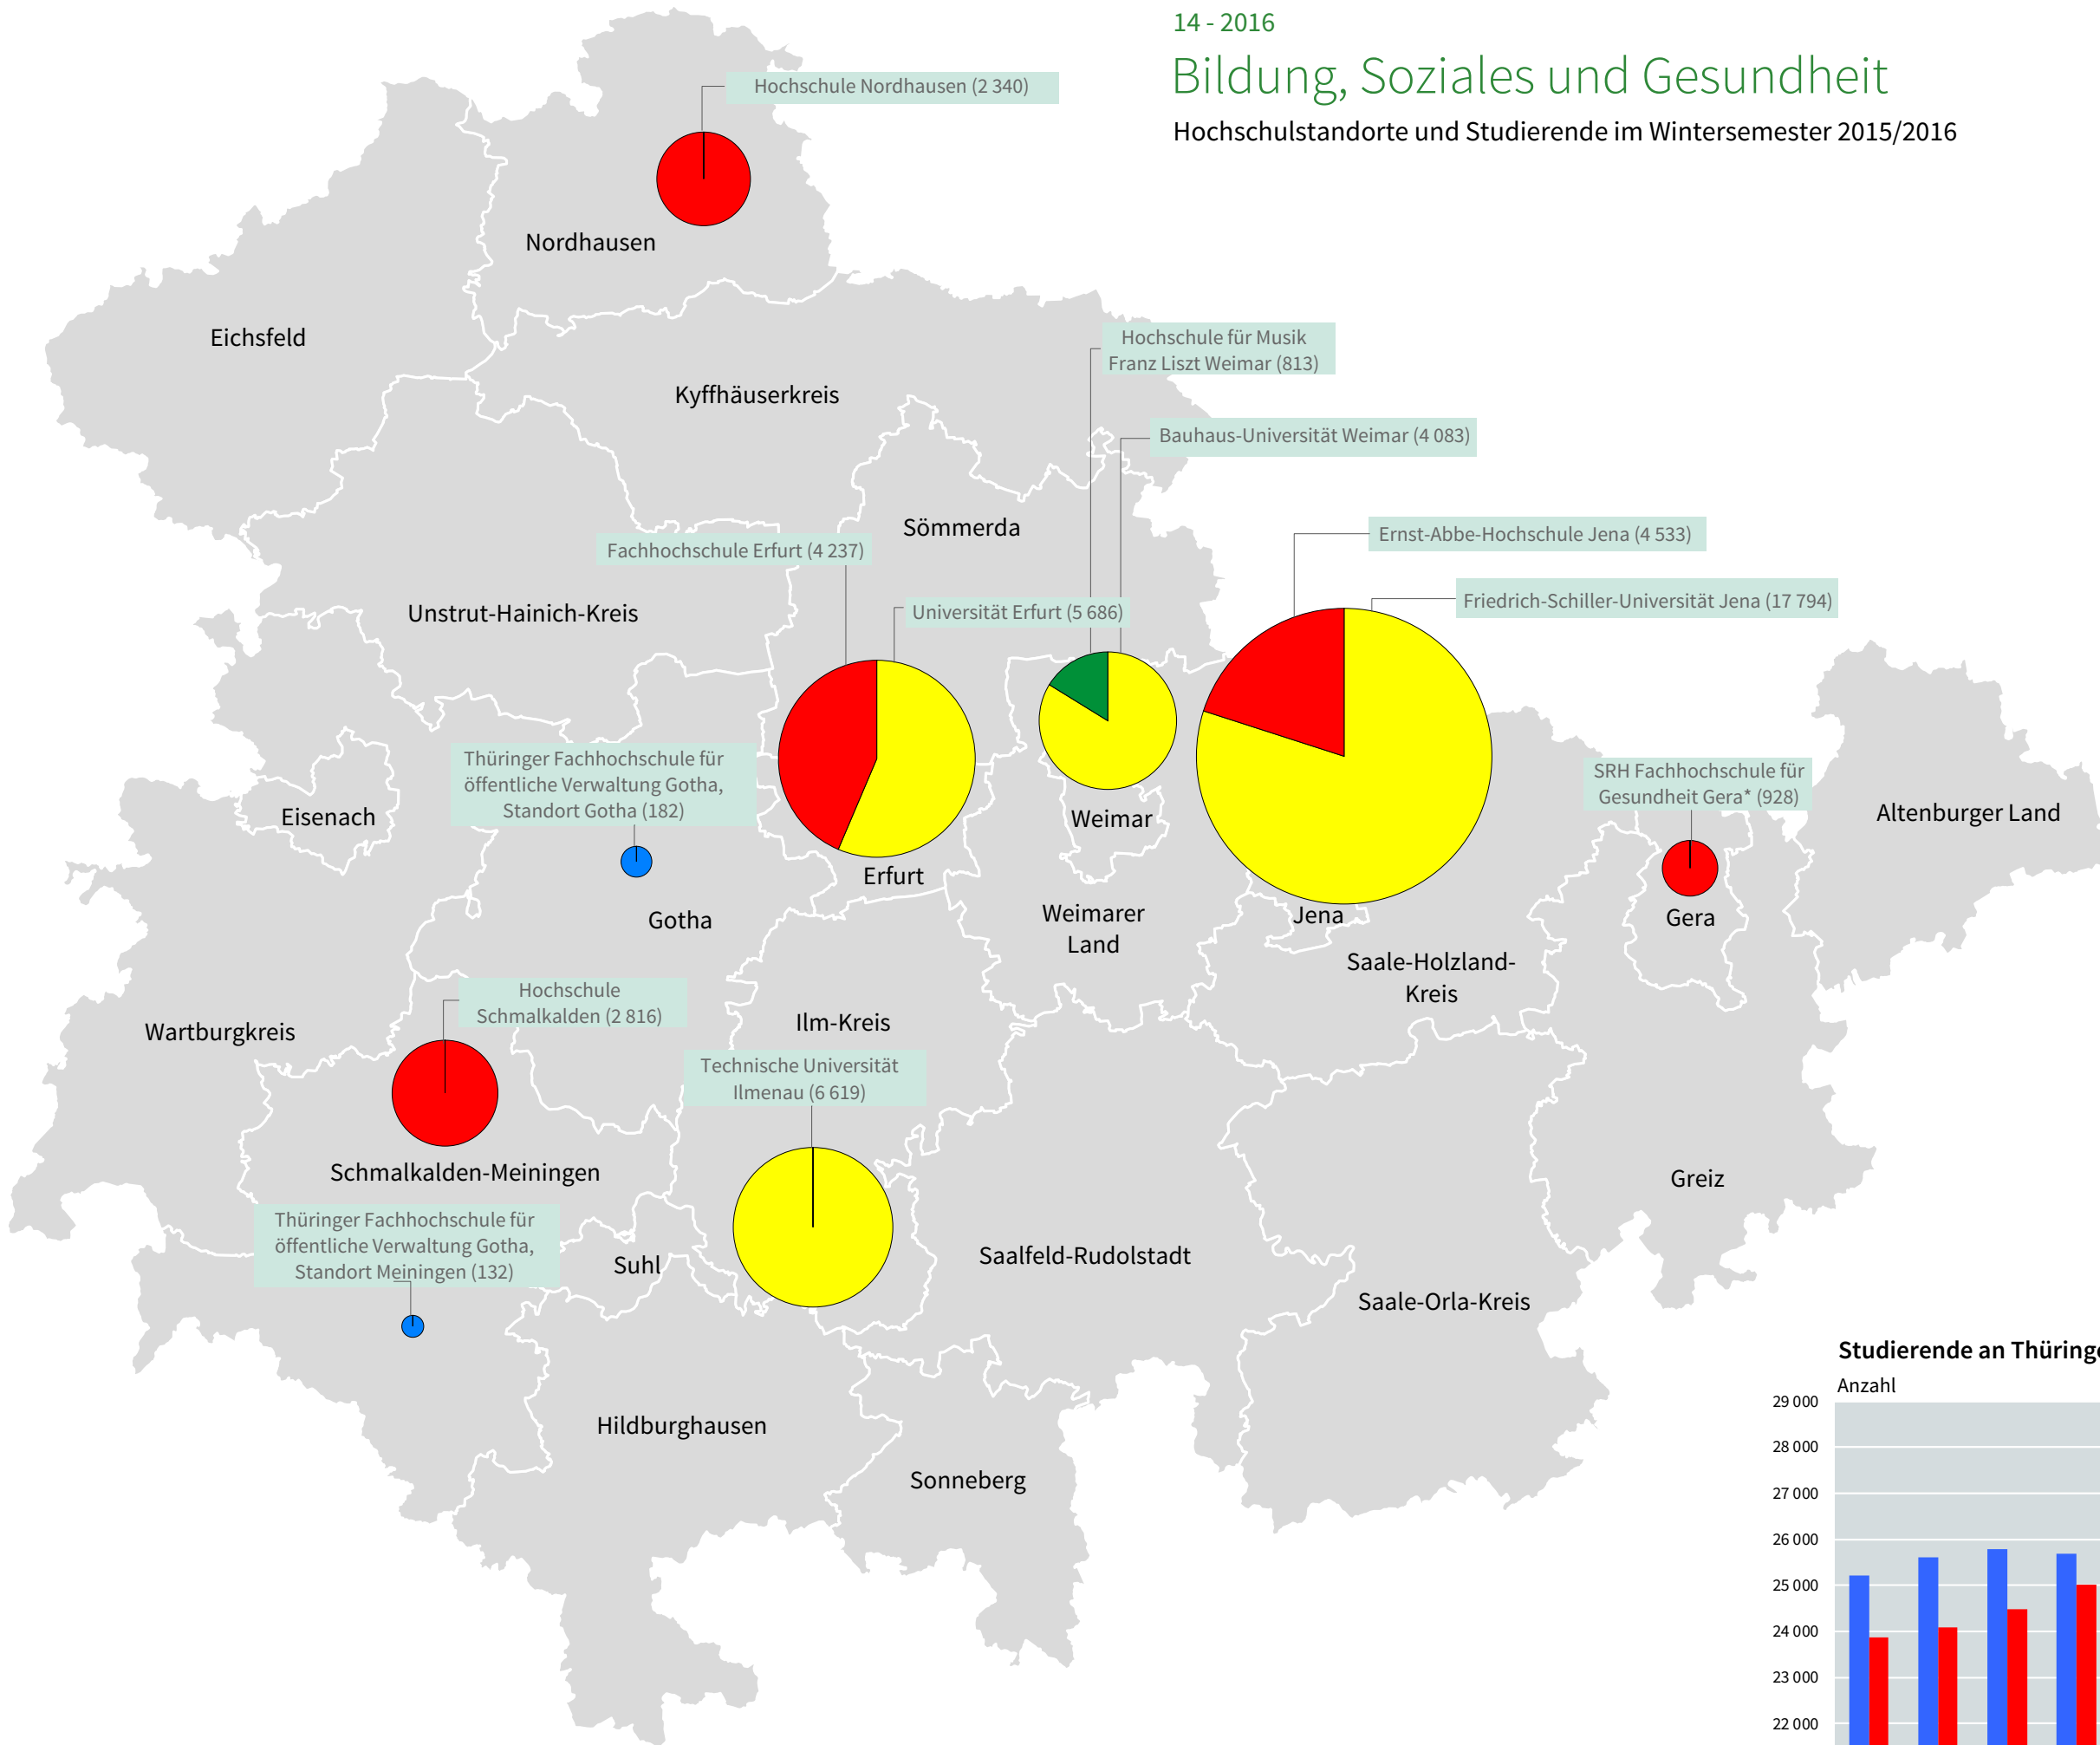 14 - 2016
Bildung, Soziales und Gesundheit
Hochschulstandorte und Studierende im Wintersemester 2015/2016
Hochschule Nordhausen (2 340)
Nordhausen
Eichsfeld
Kyffhäuserkreis
Hochschule für Musik
Franz Liszt Weimar (813)
Bauhaus-Universität Weimar (4 083)
Sömmerda
Fachhochschule Erfurt (4 237)
Ernst-Abbe-Hochschule Jena (4 533)
Friedrich-Schiller-Universität Jena (17 794)
Universität Erfurt (5 686)
Unstrut-Hainich-Kreis
Thüringer Fachhochschule für
öffentliche Verwaltung Gotha,
Standort Gotha (182)
SRH Fachhochschule für
Gesundheit Gera* (928)
Eisenach
Weimar
Altenburger Land
Erfurt
Gotha
Weimarer
Land
Jena
Gera
Saale-Holzland-
Kreis
Hochschule
Schmalkalden (2 816)
Wartburgkreis
Ilm-Kreis
Technische Universität
Ilmenau (6 619)
Schmalkalden-Meiningen
Greiz
Thüringer Fachhochschule für
öffentliche Verwaltung Gotha,
Standort Meiningen (132)
Suhl
Saalfeld-Rudolstadt
Saale-Orla-Kreis
Hildburghausen
Sonneberg
Studierende an Thüringe
Anzahl
29 000
28 000
27 000
26 000
25 000
24 000
23 000
22 000